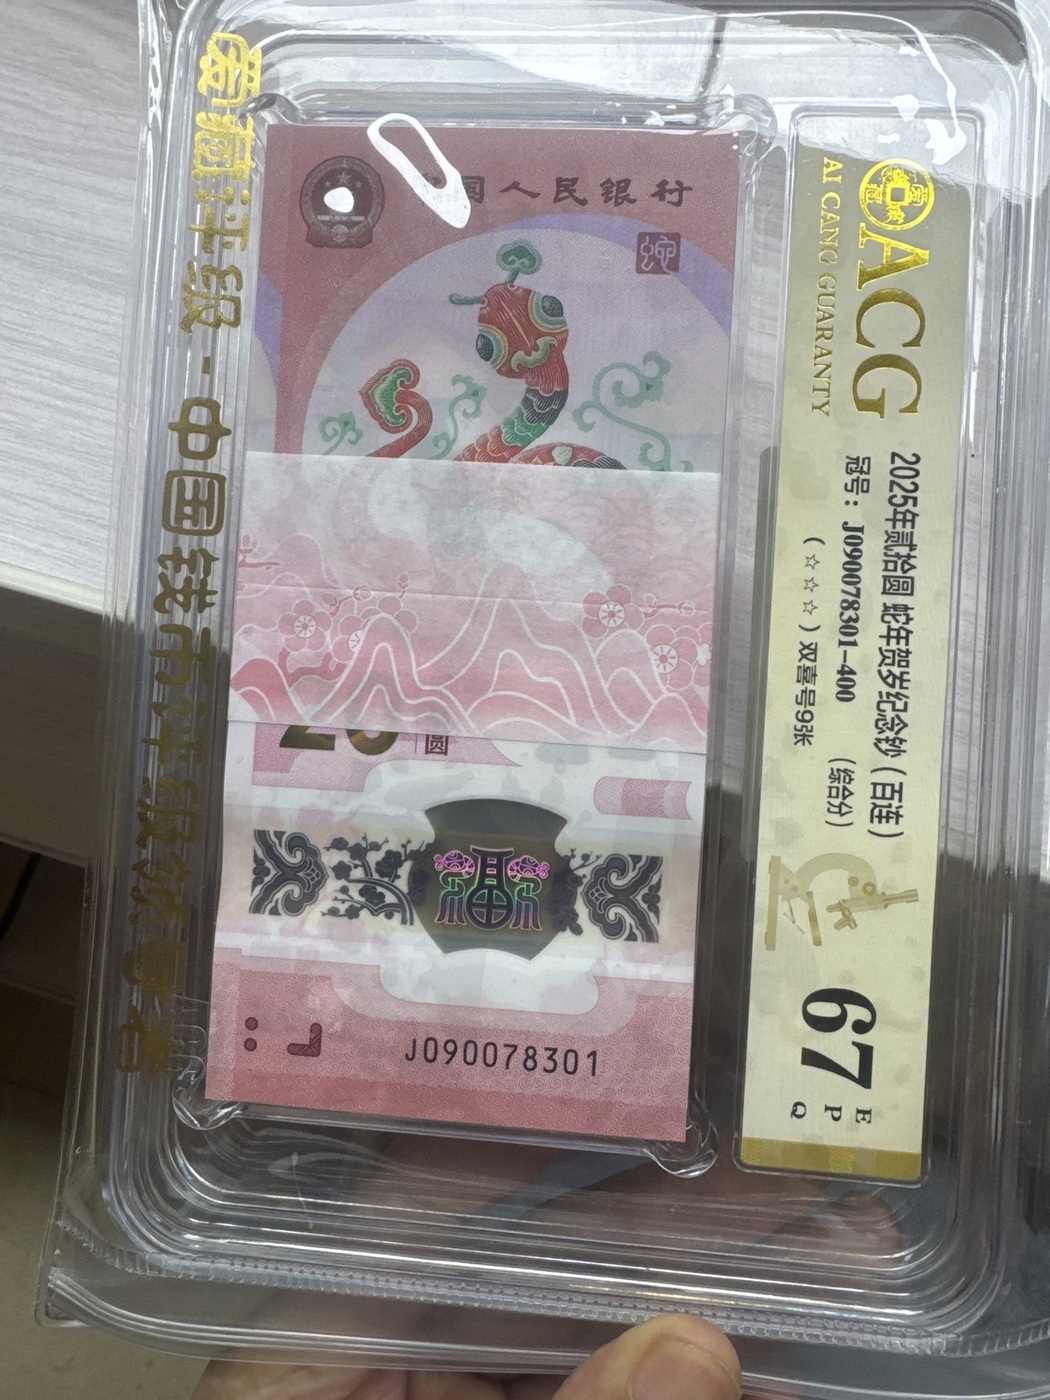 爱藏评级-中国钱币评级领导者
中国人民银行
蛇
20
圆
福
J090078301
ACG
AI CANG GUARANTY
2025年贰拾圆 蛇年贺岁纪念钞（百连）
冠号：J090078301-400 （综合分）
（☆☆☆）双喜号9张
67
E
P
Q